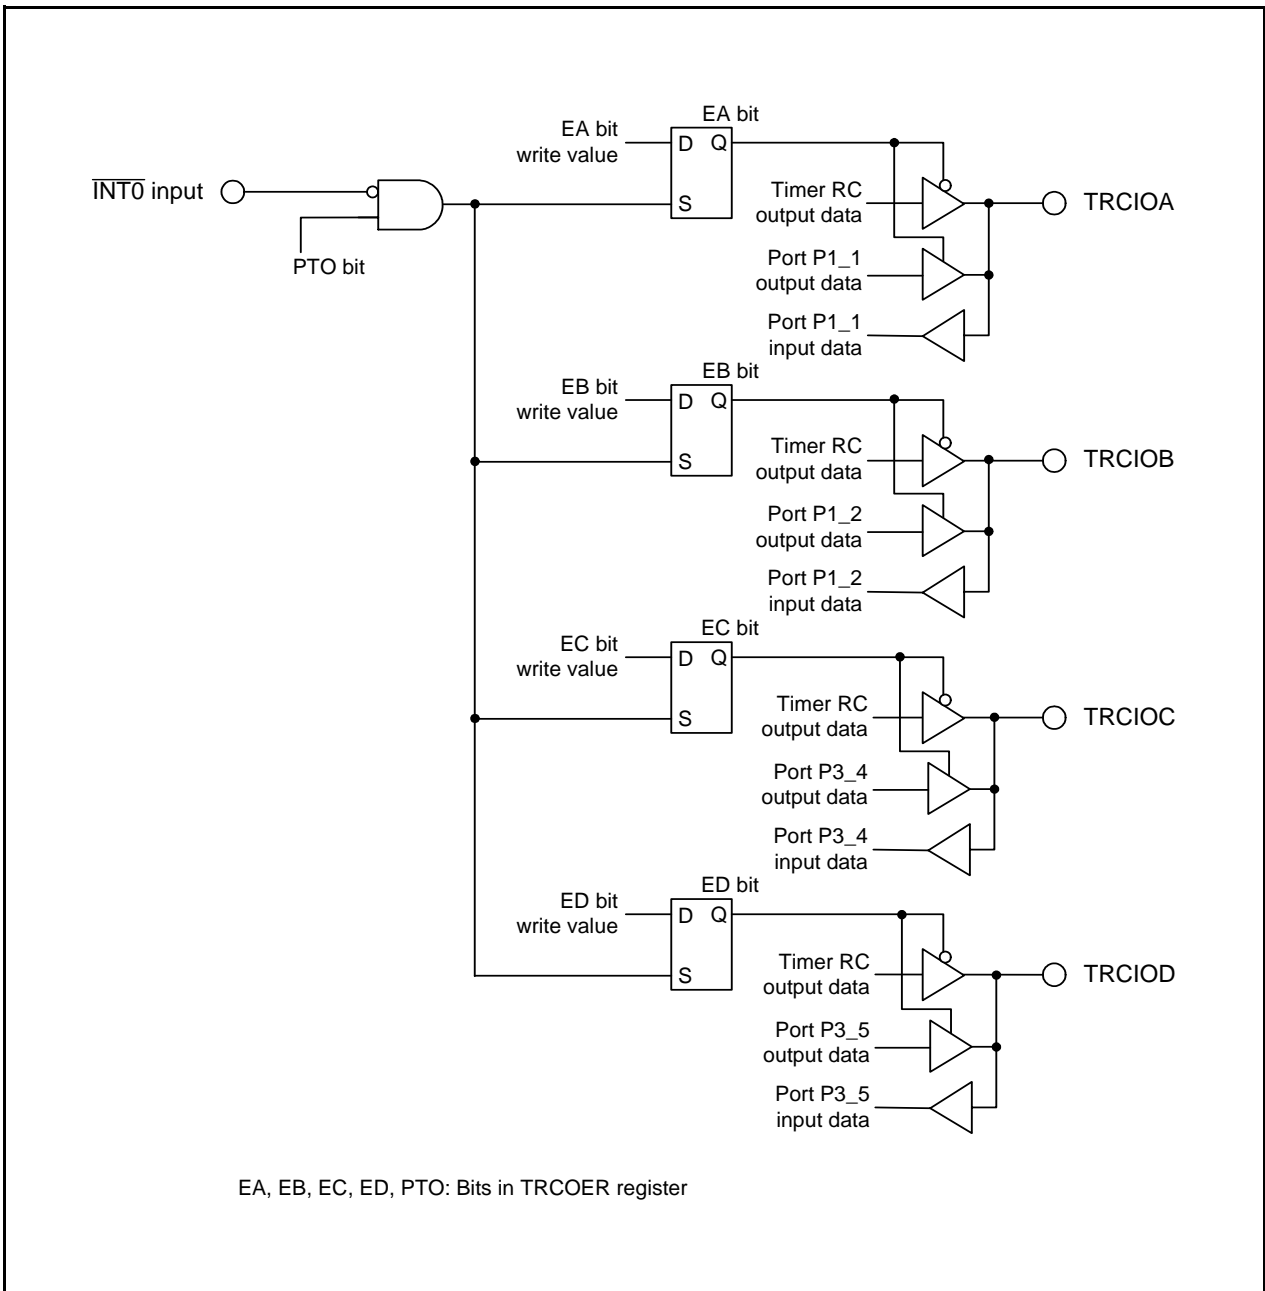 EA bit
EA bit
write value
D Q
S
INT0 input
PTO bit
Timer RC
output data
TRCIOA
Port P1_1
output data
Port P1_1
input data
EB bit
EB bit
write value
D Q
S
Timer RC
output data
TRCIOB
Port P1_2
output data
Port P1_2
input data
EC bit
EC bit
write value
D Q
S
Timer RC
output data
TRCIOC
Port P3_4
output data
Port P3_4
input data
ED bit
ED bit
write value
D Q
S
Timer RC
output data
TRCIOD
Port P3_5
output data
Port P3_5
input data
EA, EB, EC, ED, PTO: Bits in TRCOER register